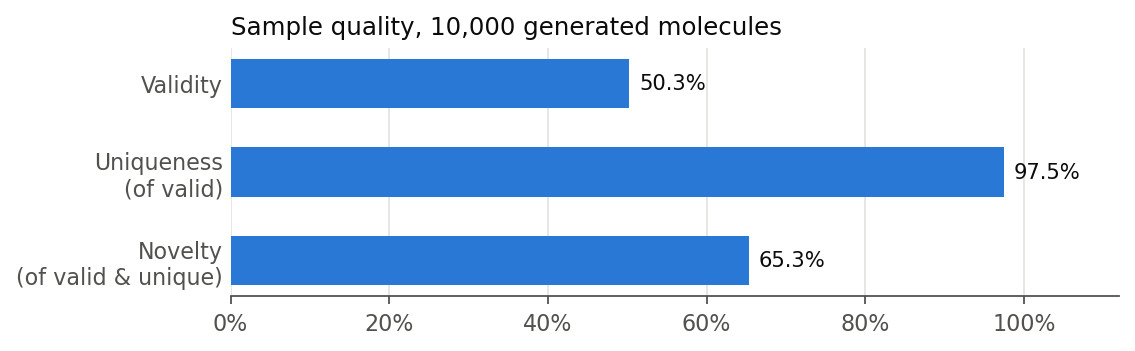 Sample quality, 10,000 generated molecules
Validity
50.3%
Uniqueness
(of valid)
97.5%
Novelty
(of valid & unique)
65.3%
0%
20%
40%
60%
80%
100%